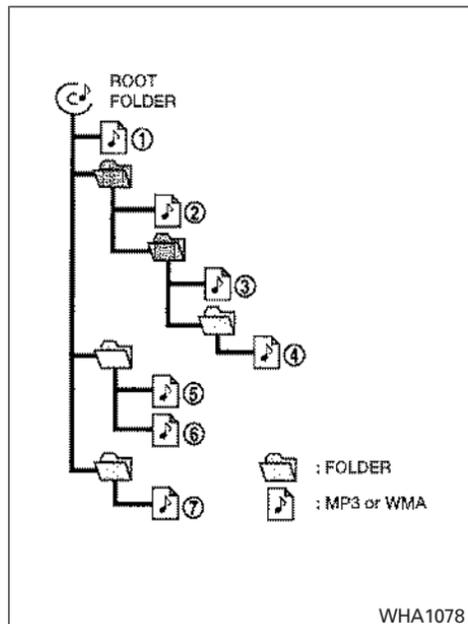 ROOT
FOLDER
①
②
③
④
⑤
⑥
⑦
: FOLDER
: MP3 or WMA
WHA1078